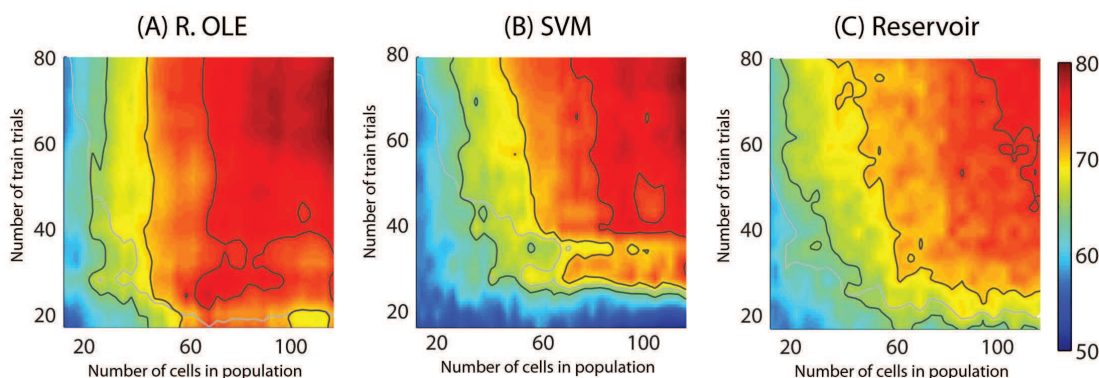 (A) R. OLE
(B) SVM
(C) Reservoir
Number of train trials
80
60
40
20
20 60 100
Number of cells in population
Number of train trials
80
60
40
20
20 60 100
Number of cells in population
Number of train trials
80
60
40
20
20 60 100
Number of cells in population
80
70
80
60
50